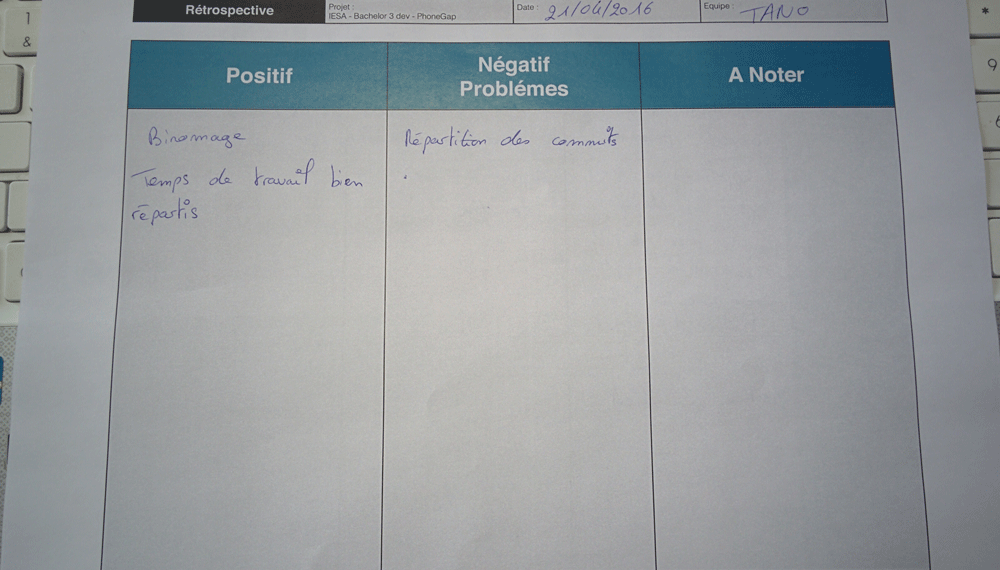 Rétrospective
Projet :
IESA - Bachelor 3 dev - PhoneGap
Date : 21/04/2016
Equipe : TANO
Positif
Négatif
Problémes
A Noter
Binomage
Temps de travail bien
répartis
Répartition des commits
1
&
*
9